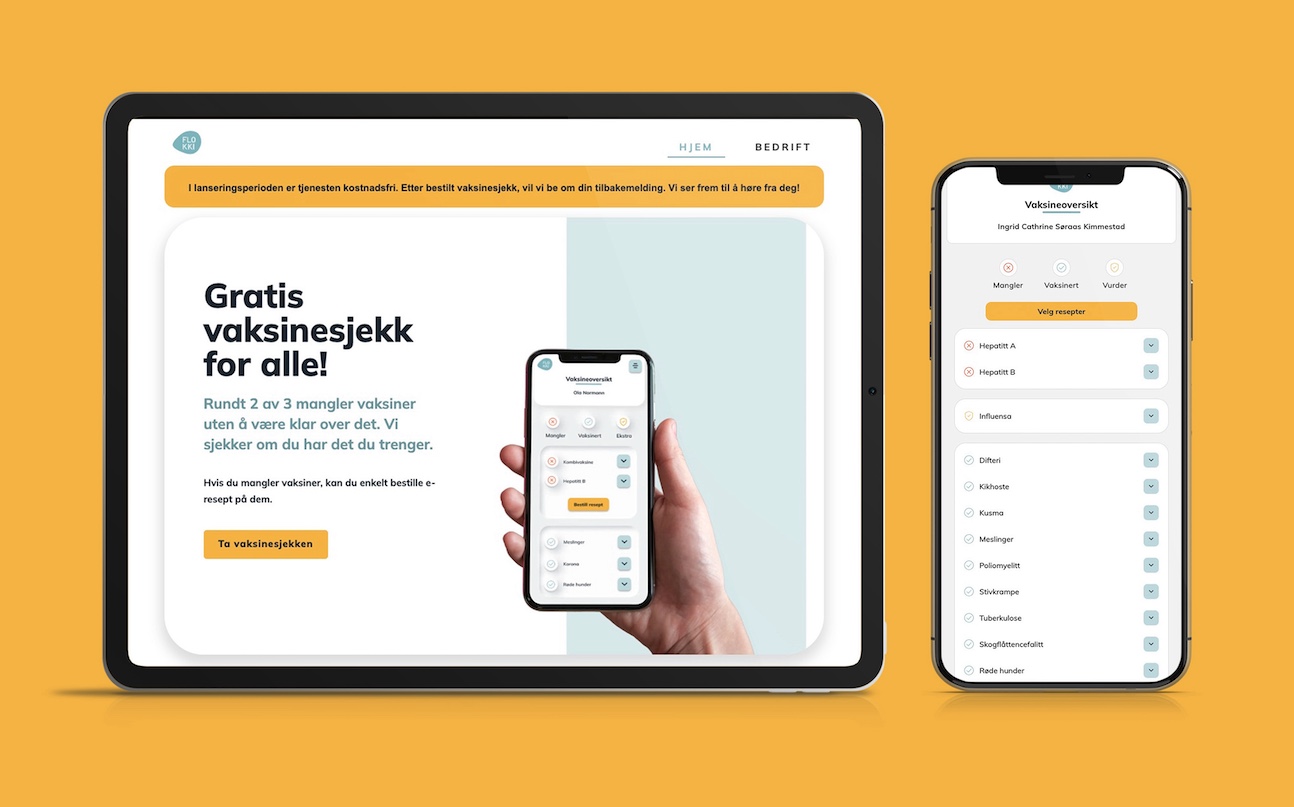 FLO
KKI
HJEM
BEDRIFT
I lanseringsperioden er tjenesten kostnadsfri. Etter bestilt vaksinesjekk, vil vi be om din tilbakemelding. Vi ser frem til å høre fra deg!
Gratis
vaksinesjekk
for alle!
Rundt 2 av 3 mangler vaksiner
uten å være klar over det. Vi
sjekker om du har det du trenger.
Hvis du mangler vaksiner, kan du enkelt bestille e-
resept på dem.
Ta vaksinesjekken
Vaksineoversikt
Ola Normann
Mangler
Vaksinert
Ekstra
Kombivaksine
Hepatitt B
Bestill resept
Meslinger
Korona
Røde hunder
KKI
Vaksineoversikt
Ingrid Cathrine Søraas Kimmestad
Mangler
Vaksinert
Vurder
Velg resepter
Hepatitt A
Hepatitt B
Influensa
Difteri
Kikhoste
Kusma
Meslinger
Poliomyelitt
Stivkrampe
Tuberkulose
Skogflåttencefalitt
Røde hunder